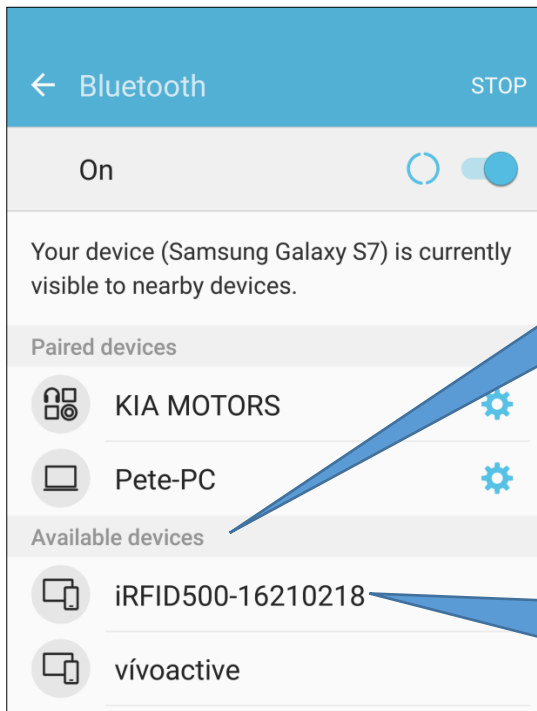 Bluetooth STOP
On
Your device (Samsung Galaxy S7) is currently
visible to nearby devices.
Paired devices
KIA MOTORS
Pete-PC
Available devices
iRFID500-16210218
vívoactive